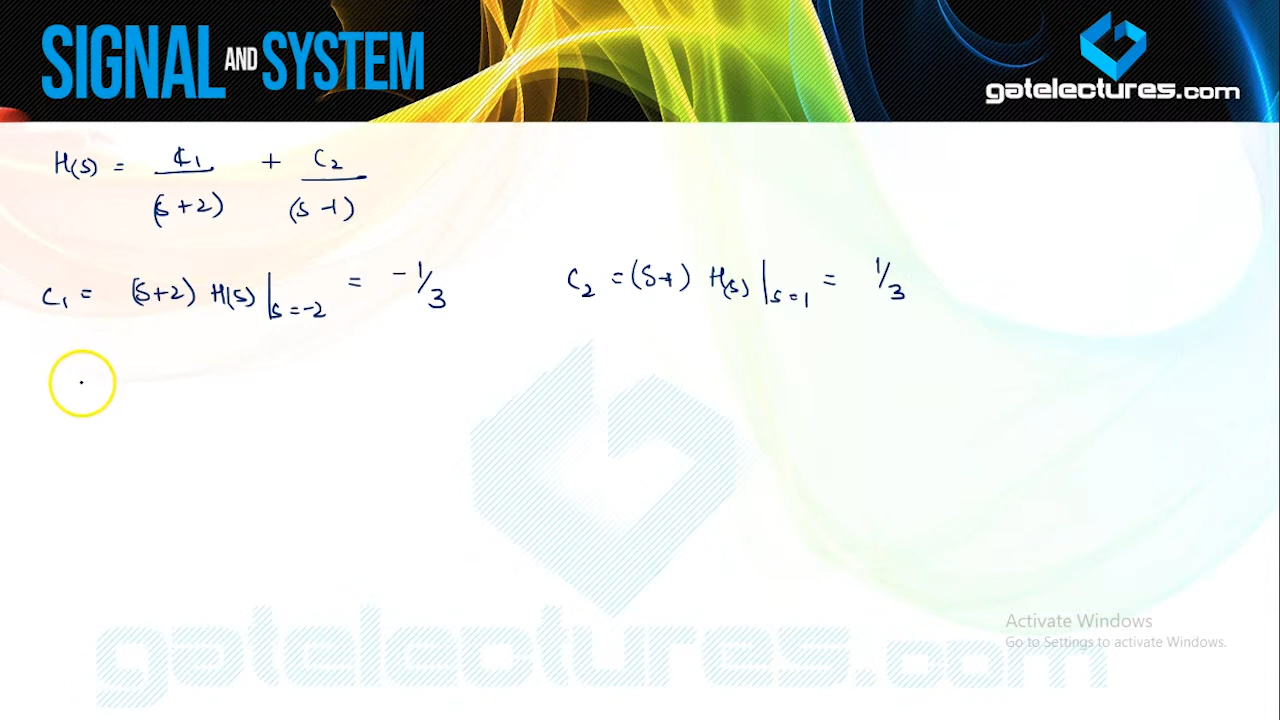 SIGNAL AND SYSTEM
gatelectures.com
H(s) = C1/(s+2) + C2/(s-1)
C1 = (s+2) H(s) |s=-2 = -1/3
C2 = (s-1) H(s) |s=1 = 1/3
gatelectures.com
Activate Windows
Go to Settings to activate Windows.